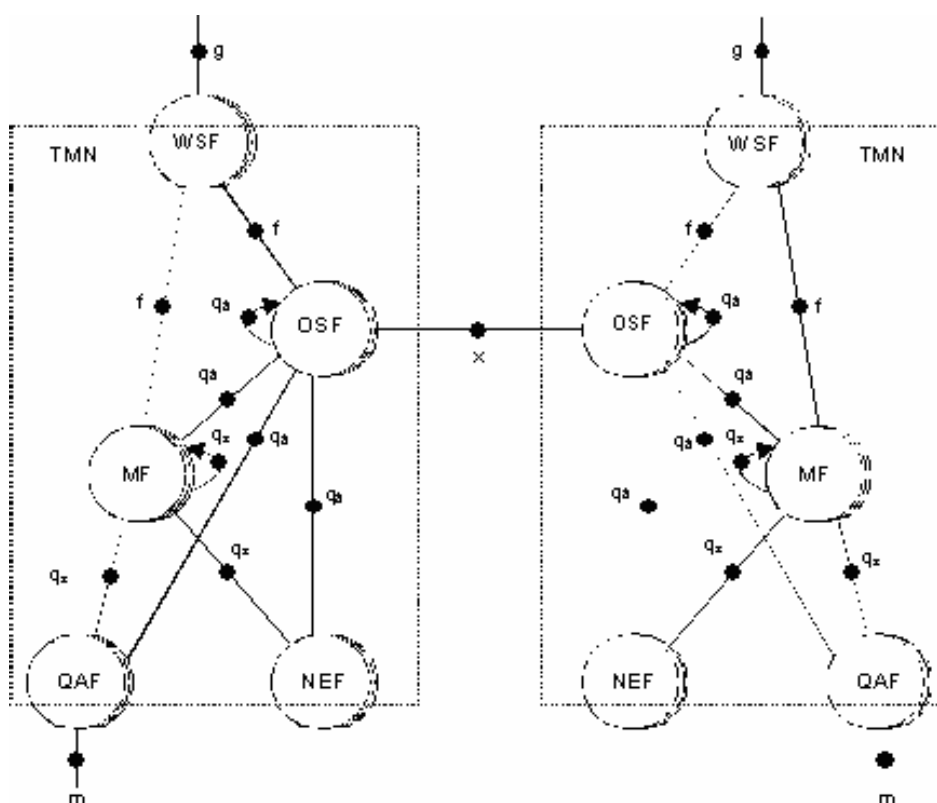 g g
WSF WSF
TMN TMN
f f
f f
qa OSF OSF qa
x
qa qa
qx qa qa qx
MF MF
qa qa
qx qx
qx qx
QAF NEF NEF QAF
m m